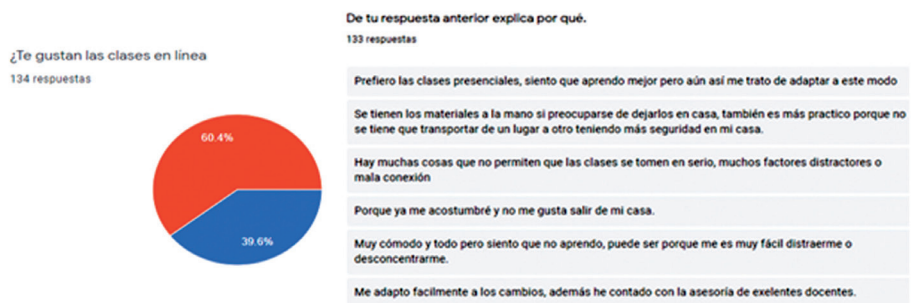 ¿Te gustan las clases en línea
134 respuestas
60.4%
39.6%
De tu respuesta anterior explica por qué.
133 respuestas
Prefiero las clases presenciales, siento que aprendo mejor pero aún así me trato de adaptar a este modo
Se tienen los materiales a la mano si preocuparse de dejarlos en casa, también es más practico porque no
se tiene que transportar de un lugar a otro teniendo más seguridad en mi casa.
Hay muchas cosas que no permiten que las clases se tomen en serio, muchos factores distractores o
mala conexión
Porque ya me acostumbré y no me gusta salir de mi casa.
Muy cómodo y todo pero siento que no aprendo, puede ser porque me es muy fácil distraerme o
desconcentrarme.
Me adapto facilmente a los cambios, además he contado con la asesoría de exelentes docentes.